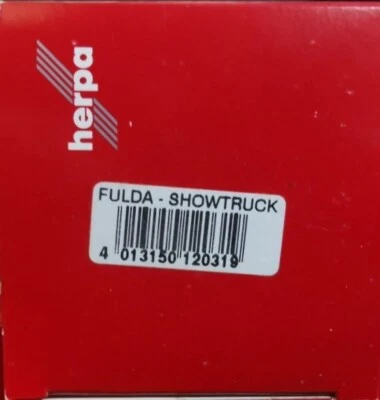 herpa
FULDA - SHOWTRUCK
4 013150 120319